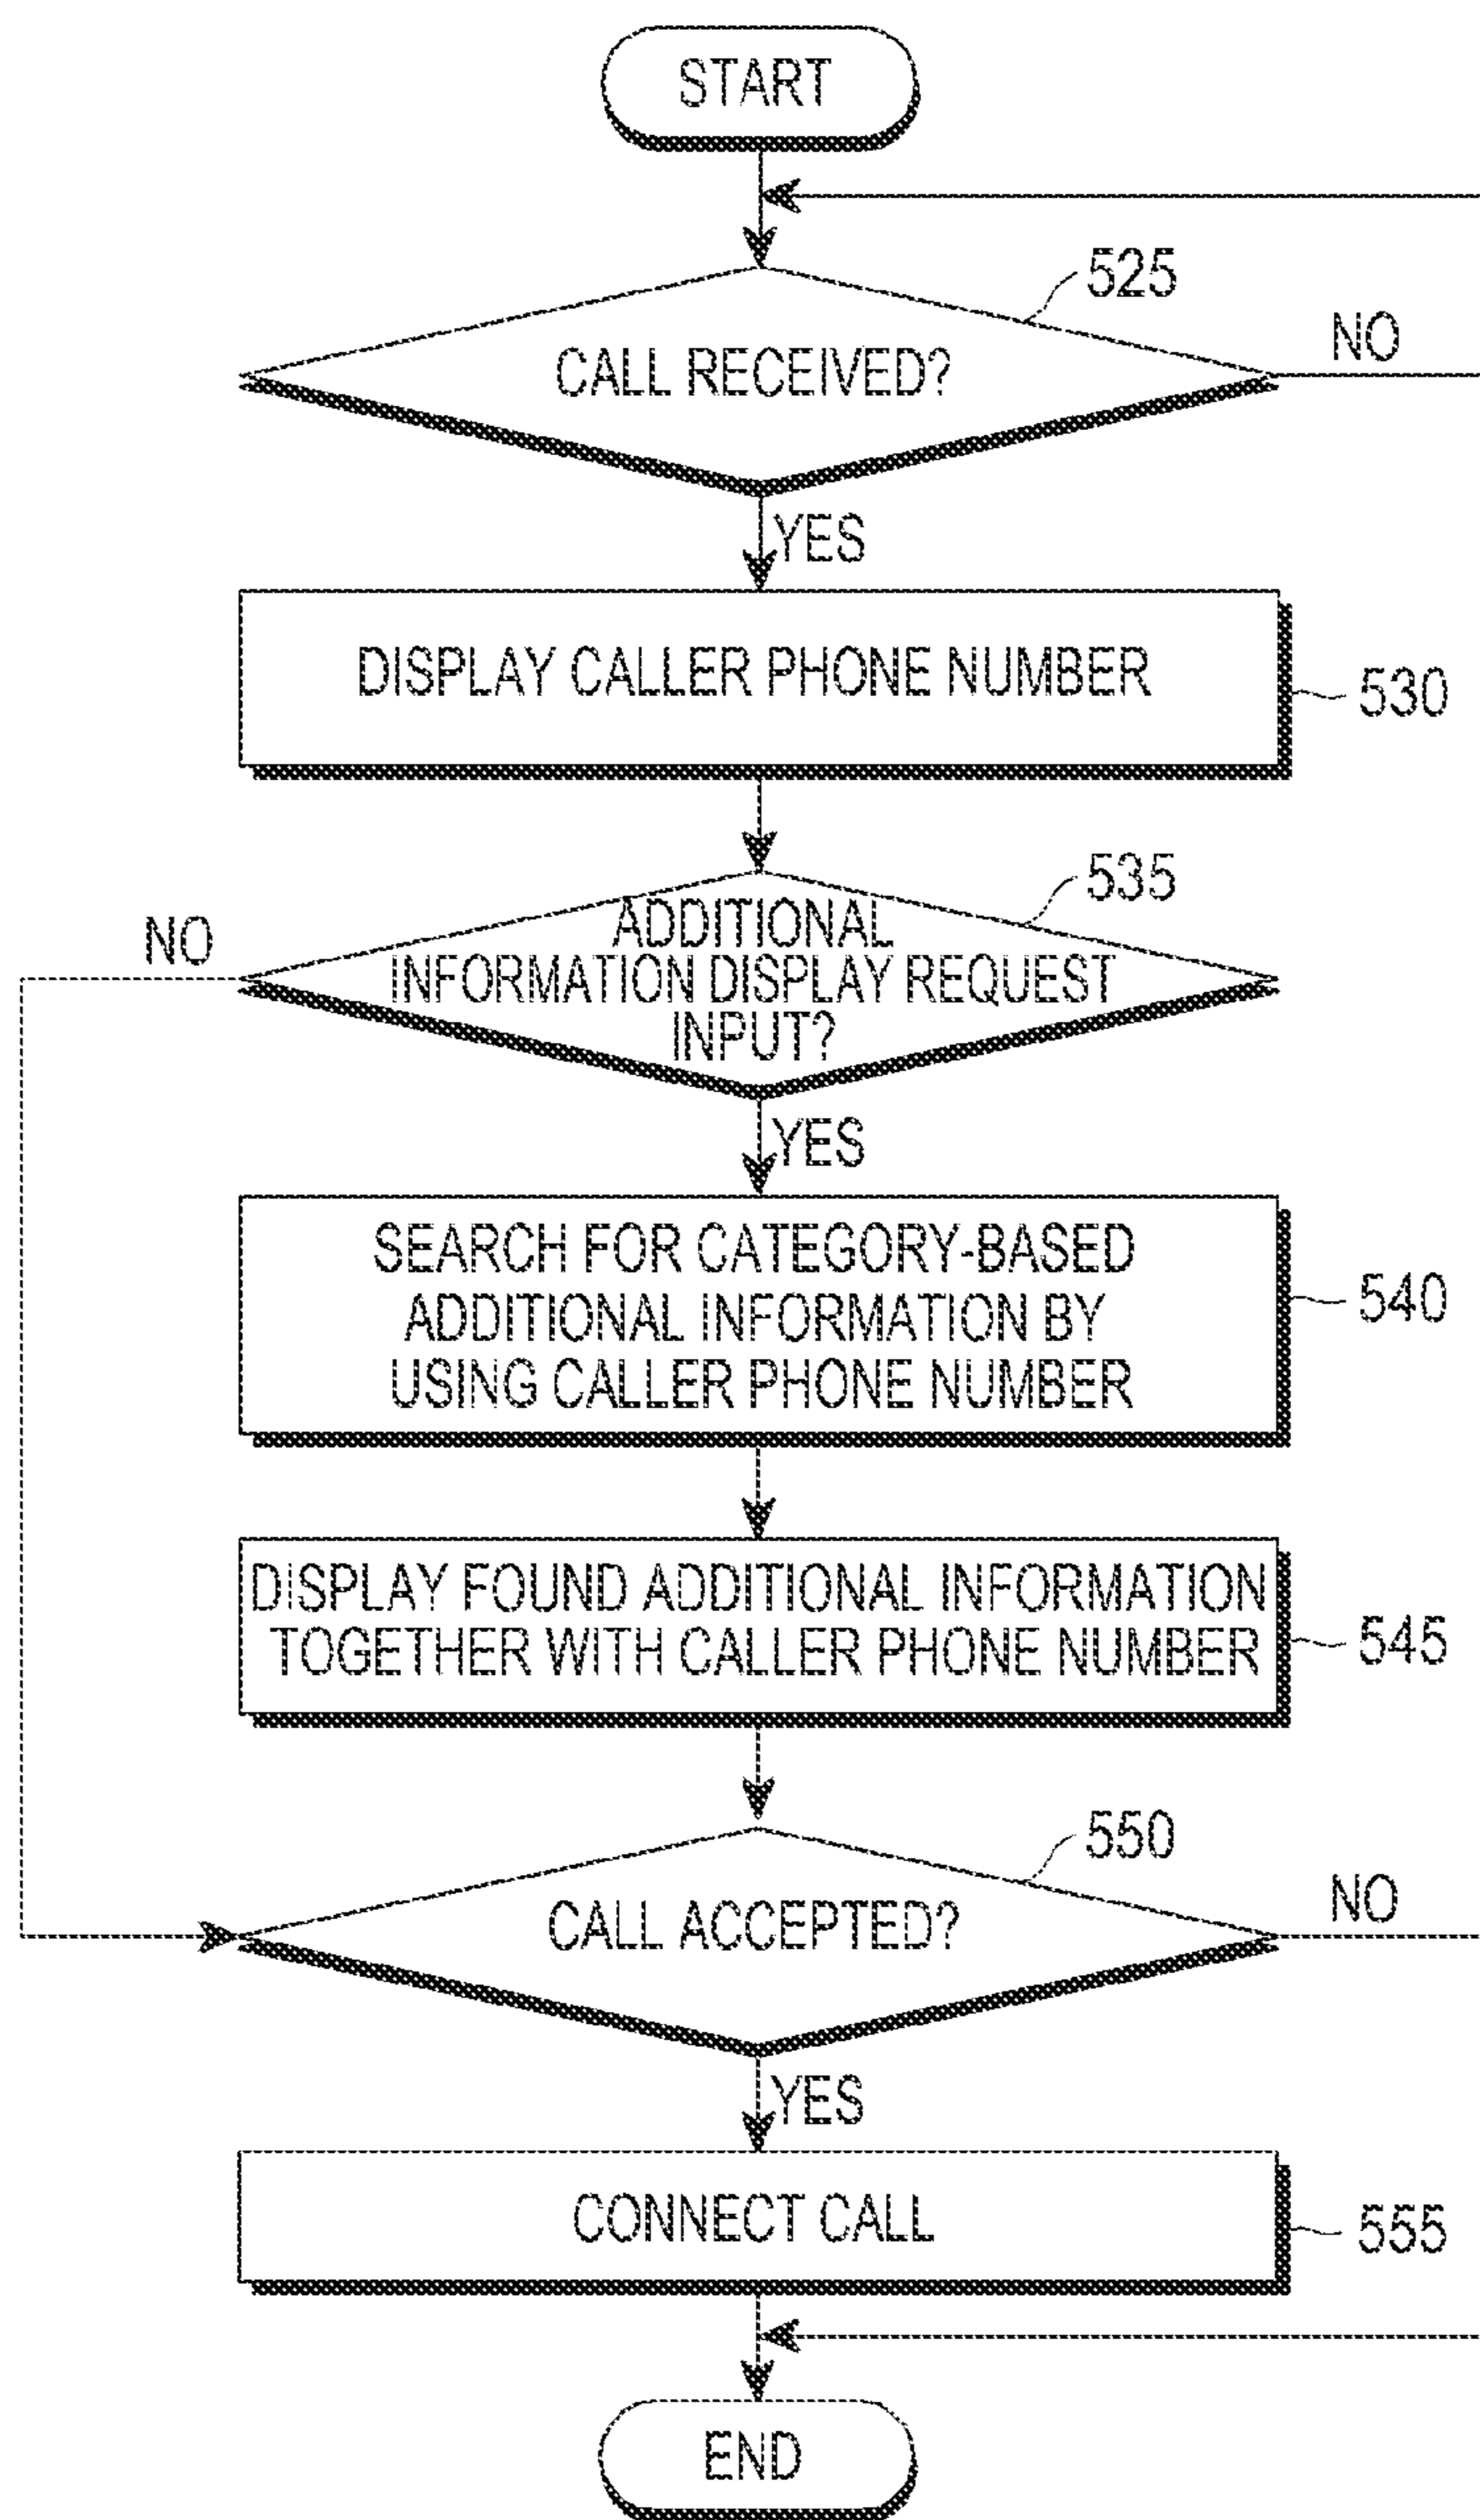 START
525
CALL RECEIVED?
NO
YES
DISPLAY CALLER PHONE NUMBER
530
535
NO
ADDITIONAL
INFORMATION DISPLAY REQUEST
INPUT?
YES
SEARCH FOR CATEGORY-BASED
ADDITIONAL INFORMATION BY
USING CALLER PHONE NUMBER
540
DISPLAY FOUND ADDITIONAL INFORMATION
TOGETHER WITH CALLER PHONE NUMBER
545
550
CALL ACCEPTED?
NO
YES
CONNECT CALL
555
END